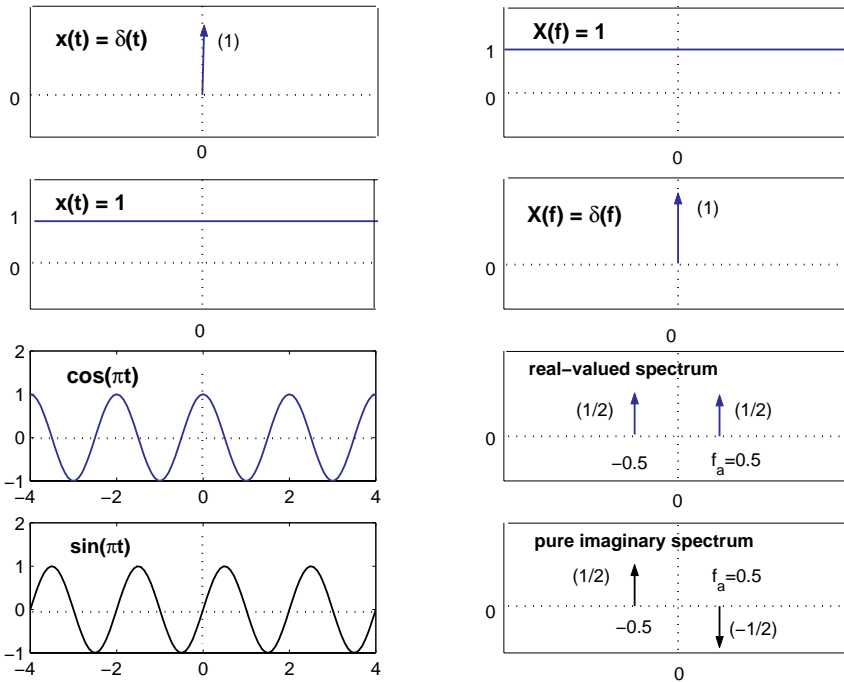 x(t) = δ(t)
(1)
0
0
X(f) = 1
1
0
0
x(t) = 1
1
0
0
X(f) = δ(f)
(1)
0
0
2
1
0
−1
cos(πt)
−4 −2 0 2 4
real−valued spectrum
(1/2) (1/2)
0
−0.5 fa=0.5
0
2
1
0
−1
sin(πt)
−4 −2 0 2 4
pure imaginary spectrum
(1/2) fa=0.5
0
−0.5 (−1/2)
0